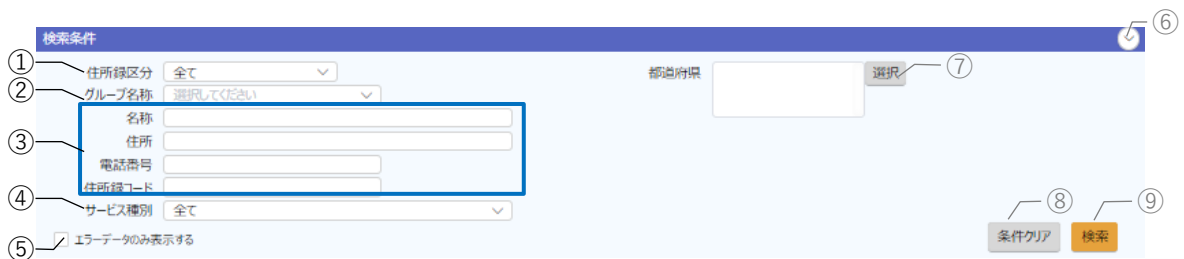 ⑥
検索条件
① 住所録区分 全て 都道府県 選択 ⑦
② グループ名称 選択してください
名称
③ 住所
電話番号
住所録コード
④ サービス種別 全て
⑧ ⑨
⑤ エラーデータのみ表示する 条件クリア 検索